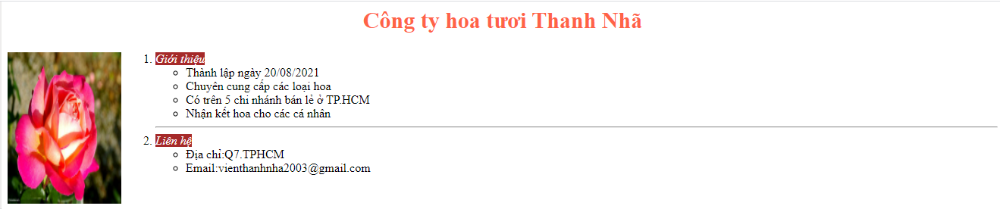 Công ty hoa tươi Thanh Nhã
1. Giới thiệu
Thành lập ngày 20/08/2021
Chuyên cung cấp các loại hoa
Có trên 5 chi nhánh bán lẻ ở TP.HCM
Nhận kết hoa cho các cá nhân
2. Liên hệ
Địa chỉ:Q7.TPHCM
Email:vienthanhnha2003@gmail.com